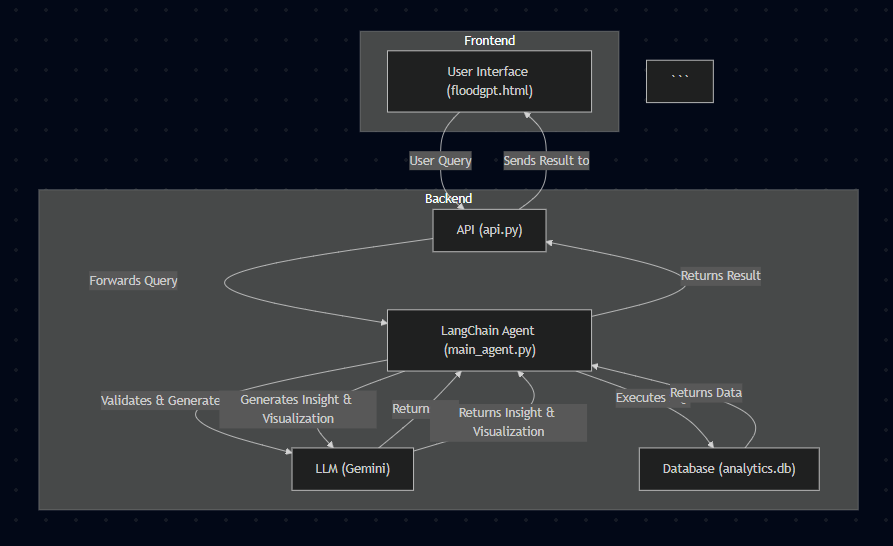 Frontend
User Interface
(floodgpt.html)
```
User Query
Sends Result to
Backend
API (api.py)
Forwards Query
Returns Result
LangChain Agent
(main_agent.py)
Validates & Generate
Generates Insight &
Visualization
Return
Returns Insight &
Visualization
Executes
Returns Data
LLM (Gemini)
Database (analytics.db)